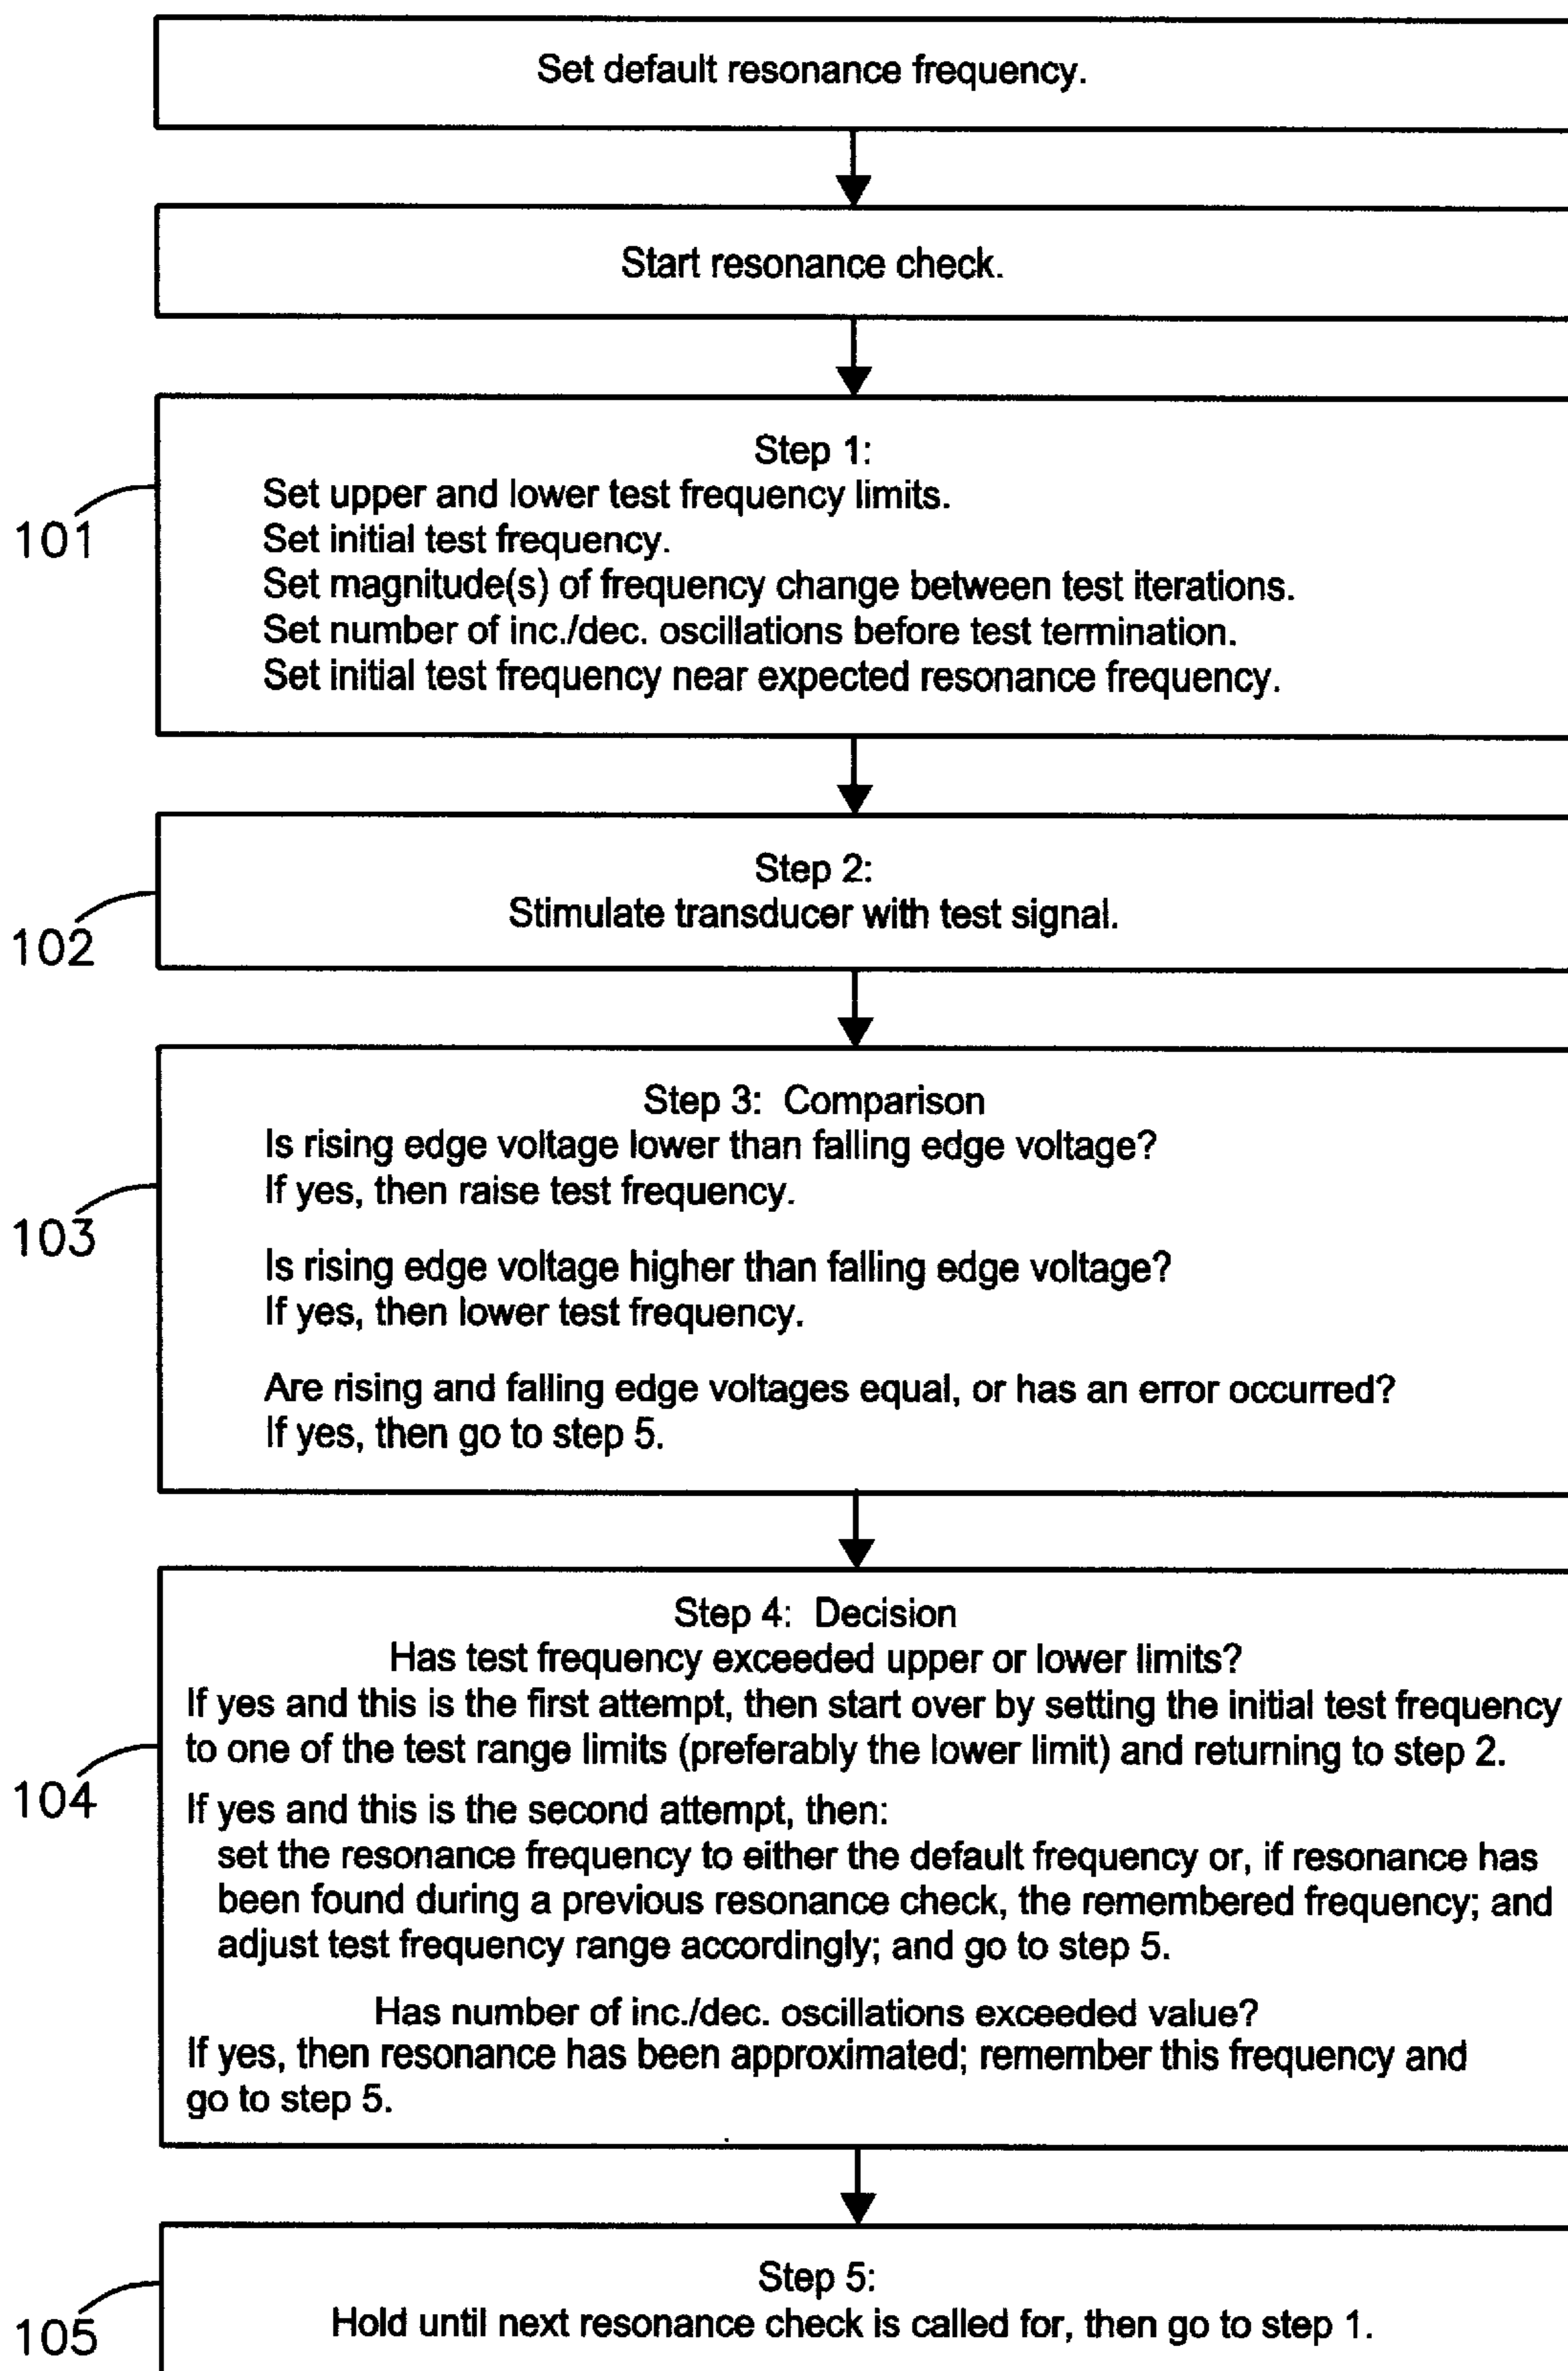 Set default resonance frequency.
Start resonance check.
Step 1:
Set upper and lower test frequency limits.
Set initial test frequency.
Set magnitude(s) of frequency change between test iterations.
Set number of inc./dec. oscillations before test termination.
Set initial test frequency near expected resonance frequency.
101
Step 2:
Stimulate transducer with test signal.
102
Step 3: Comparison
Is rising edge voltage lower than falling edge voltage?
If yes, then raise test frequency.
Is rising edge voltage higher than falling edge voltage?
If yes, then lower test frequency.
Are rising and falling edge voltages equal, or has an error occurred?
If yes, then go to step 5.
103
Step 4: Decision
Has test frequency exceeded upper or lower limits?
If yes and this is the first attempt, then start over by setting the initial test frequency
to one of the test range limits (preferably the lower limit) and returning to step 2.
If yes and this is the second attempt, then:
set the resonance frequency to either the default frequency or, if resonance has
been found during a previous resonance check, the remembered frequency; and
adjust test frequency range accordingly; and go to step 5.
Has number of inc./dec. oscillations exceeded value?
If yes, then resonance has been approximated; remember this frequency and
go to step 5.
104
Step 5:
Hold until next resonance check is called for, then go to step 1.
105